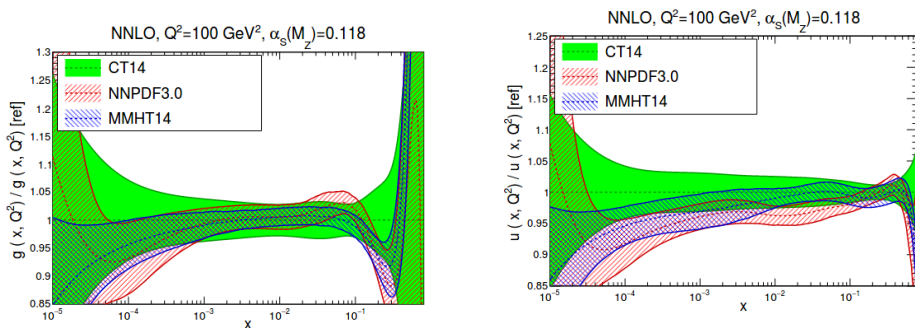 NNLO, Q²=100 GeV², α_S(M_Z)=0.118
g ( x, Q²) / g ( x, Q²) [ref]
1.3
1.25
1.2
1.15
1.1
1.05
1
0.95
0.9
0.85
CT14
NNPDF3.0
MMHT14
10⁻⁵ 10⁻⁴ 10⁻³ 10⁻² 10⁻¹
x
NNLO, Q²=100 GeV², α_S(M_Z)=0.118
u ( x, Q²) / u ( x, Q²) [ref]
1.25
1.2
1.15
1.1
1.05
1
0.95
0.9
0.85
CT14
NNPDF3.0
MMHT14
10⁻⁵ 10⁻⁴ 10⁻³ 10⁻² 10⁻¹
x